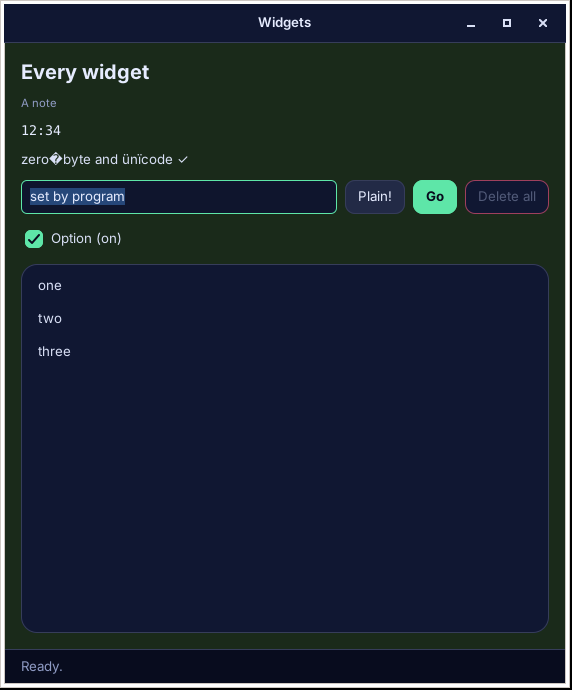 Widgets
Every widget
A note
12:34
zero�byte and ünïcode ✓
set by program Plain! Go Delete all
Option (on)
one
two
three
Ready.